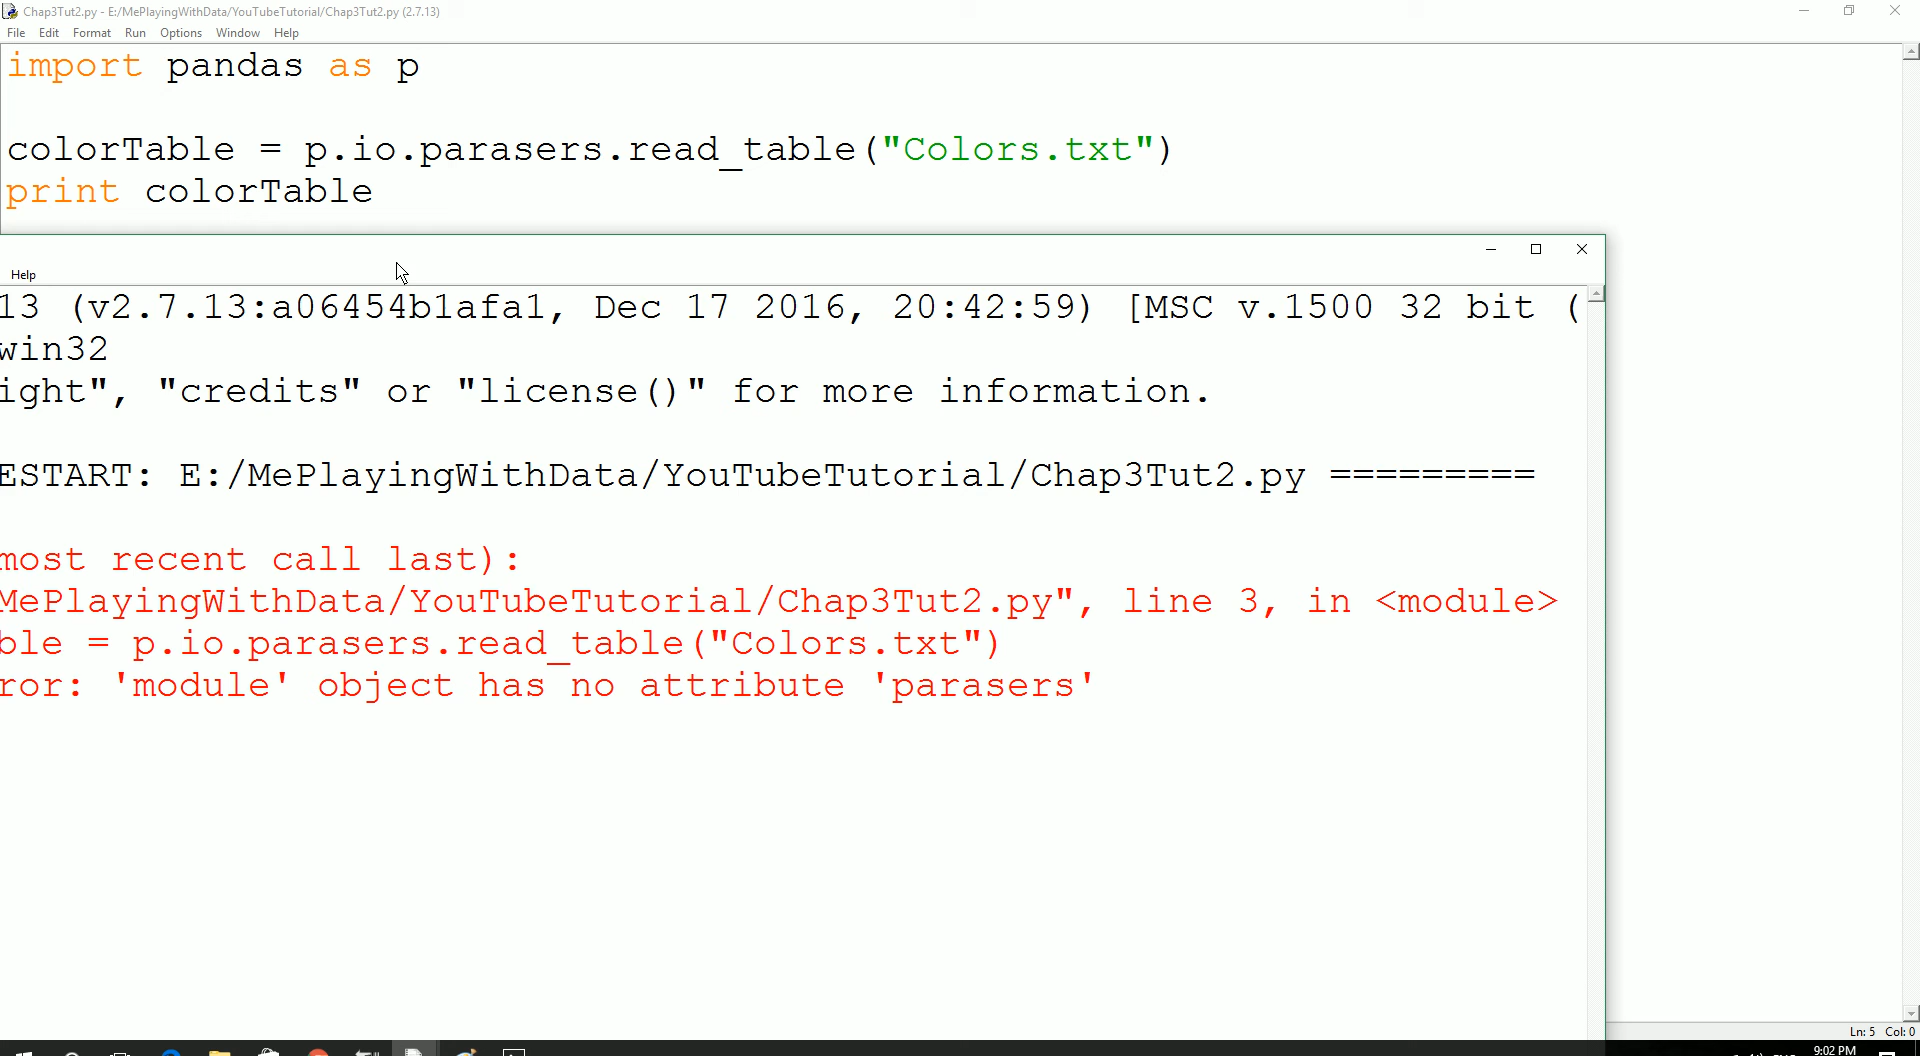 Chap3Tut2.py - E:/MePlayingWithData/YouTubeTutorial/Chap3Tut2.py (2.7.13)
File Edit Format Run Options Window Help
import pandas as p
colorTable = p.io.parasers.read_table("Colors.txt")
print colorTable
Help
13 (v2.7.13:a06454b1afa1, Dec 17 2016, 20:42:59) [MSC v.1500 32 bit (
win32
ight", "credits" or "license()" for more information.
ESTART: E:/MePlayingWithData/YouTubeTutorial/Chap3Tut2.py =========
most recent call last):
MePlayingWithData/YouTubeTutorial/Chap3Tut2.py", line 3, in <module>
ble = p.io.parasers.read_table("Colors.txt")
ror: 'module' object has no attribute 'parasers'
Ln: 5 Col: 0
9:02 PM